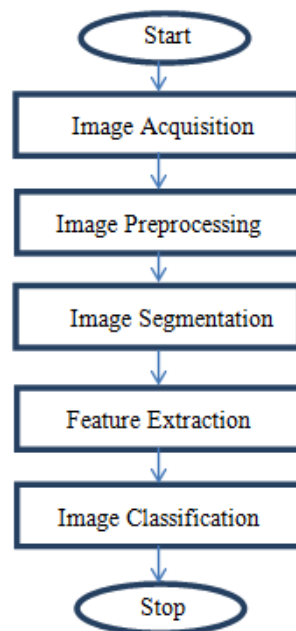 Start
Image Acquisition
Image Preprocessing
Image Segmentation
Feature Extraction
Image Classification
Stop